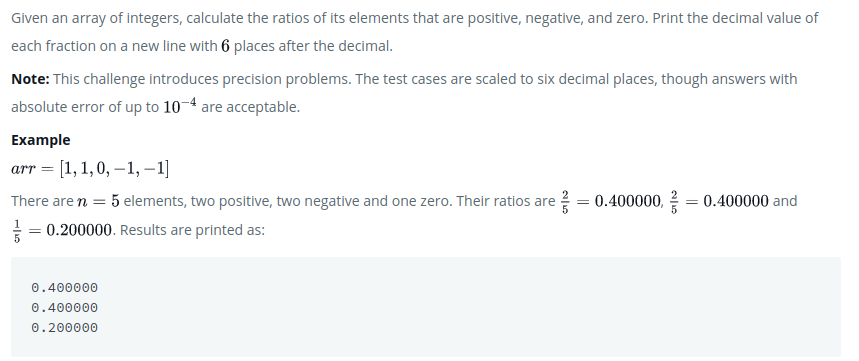 Given an array of integers, calculate the ratios of its elements that are positive, negative, and zero. Print the decimal value of
each fraction on a new line with 6 places after the decimal.
Note: This challenge introduces precision problems. The test cases are scaled to six decimal places, though answers with
absolute error of up to 10⁻⁴ are acceptable.
Example
arr = [1, 1, 0, −1, −1]
There are n = 5 elements, two positive, two negative and one zero. Their ratios are 2/5 = 0.400000, 2/5 = 0.400000 and
1/5 = 0.200000. Results are printed as:
0.400000
0.400000
0.200000